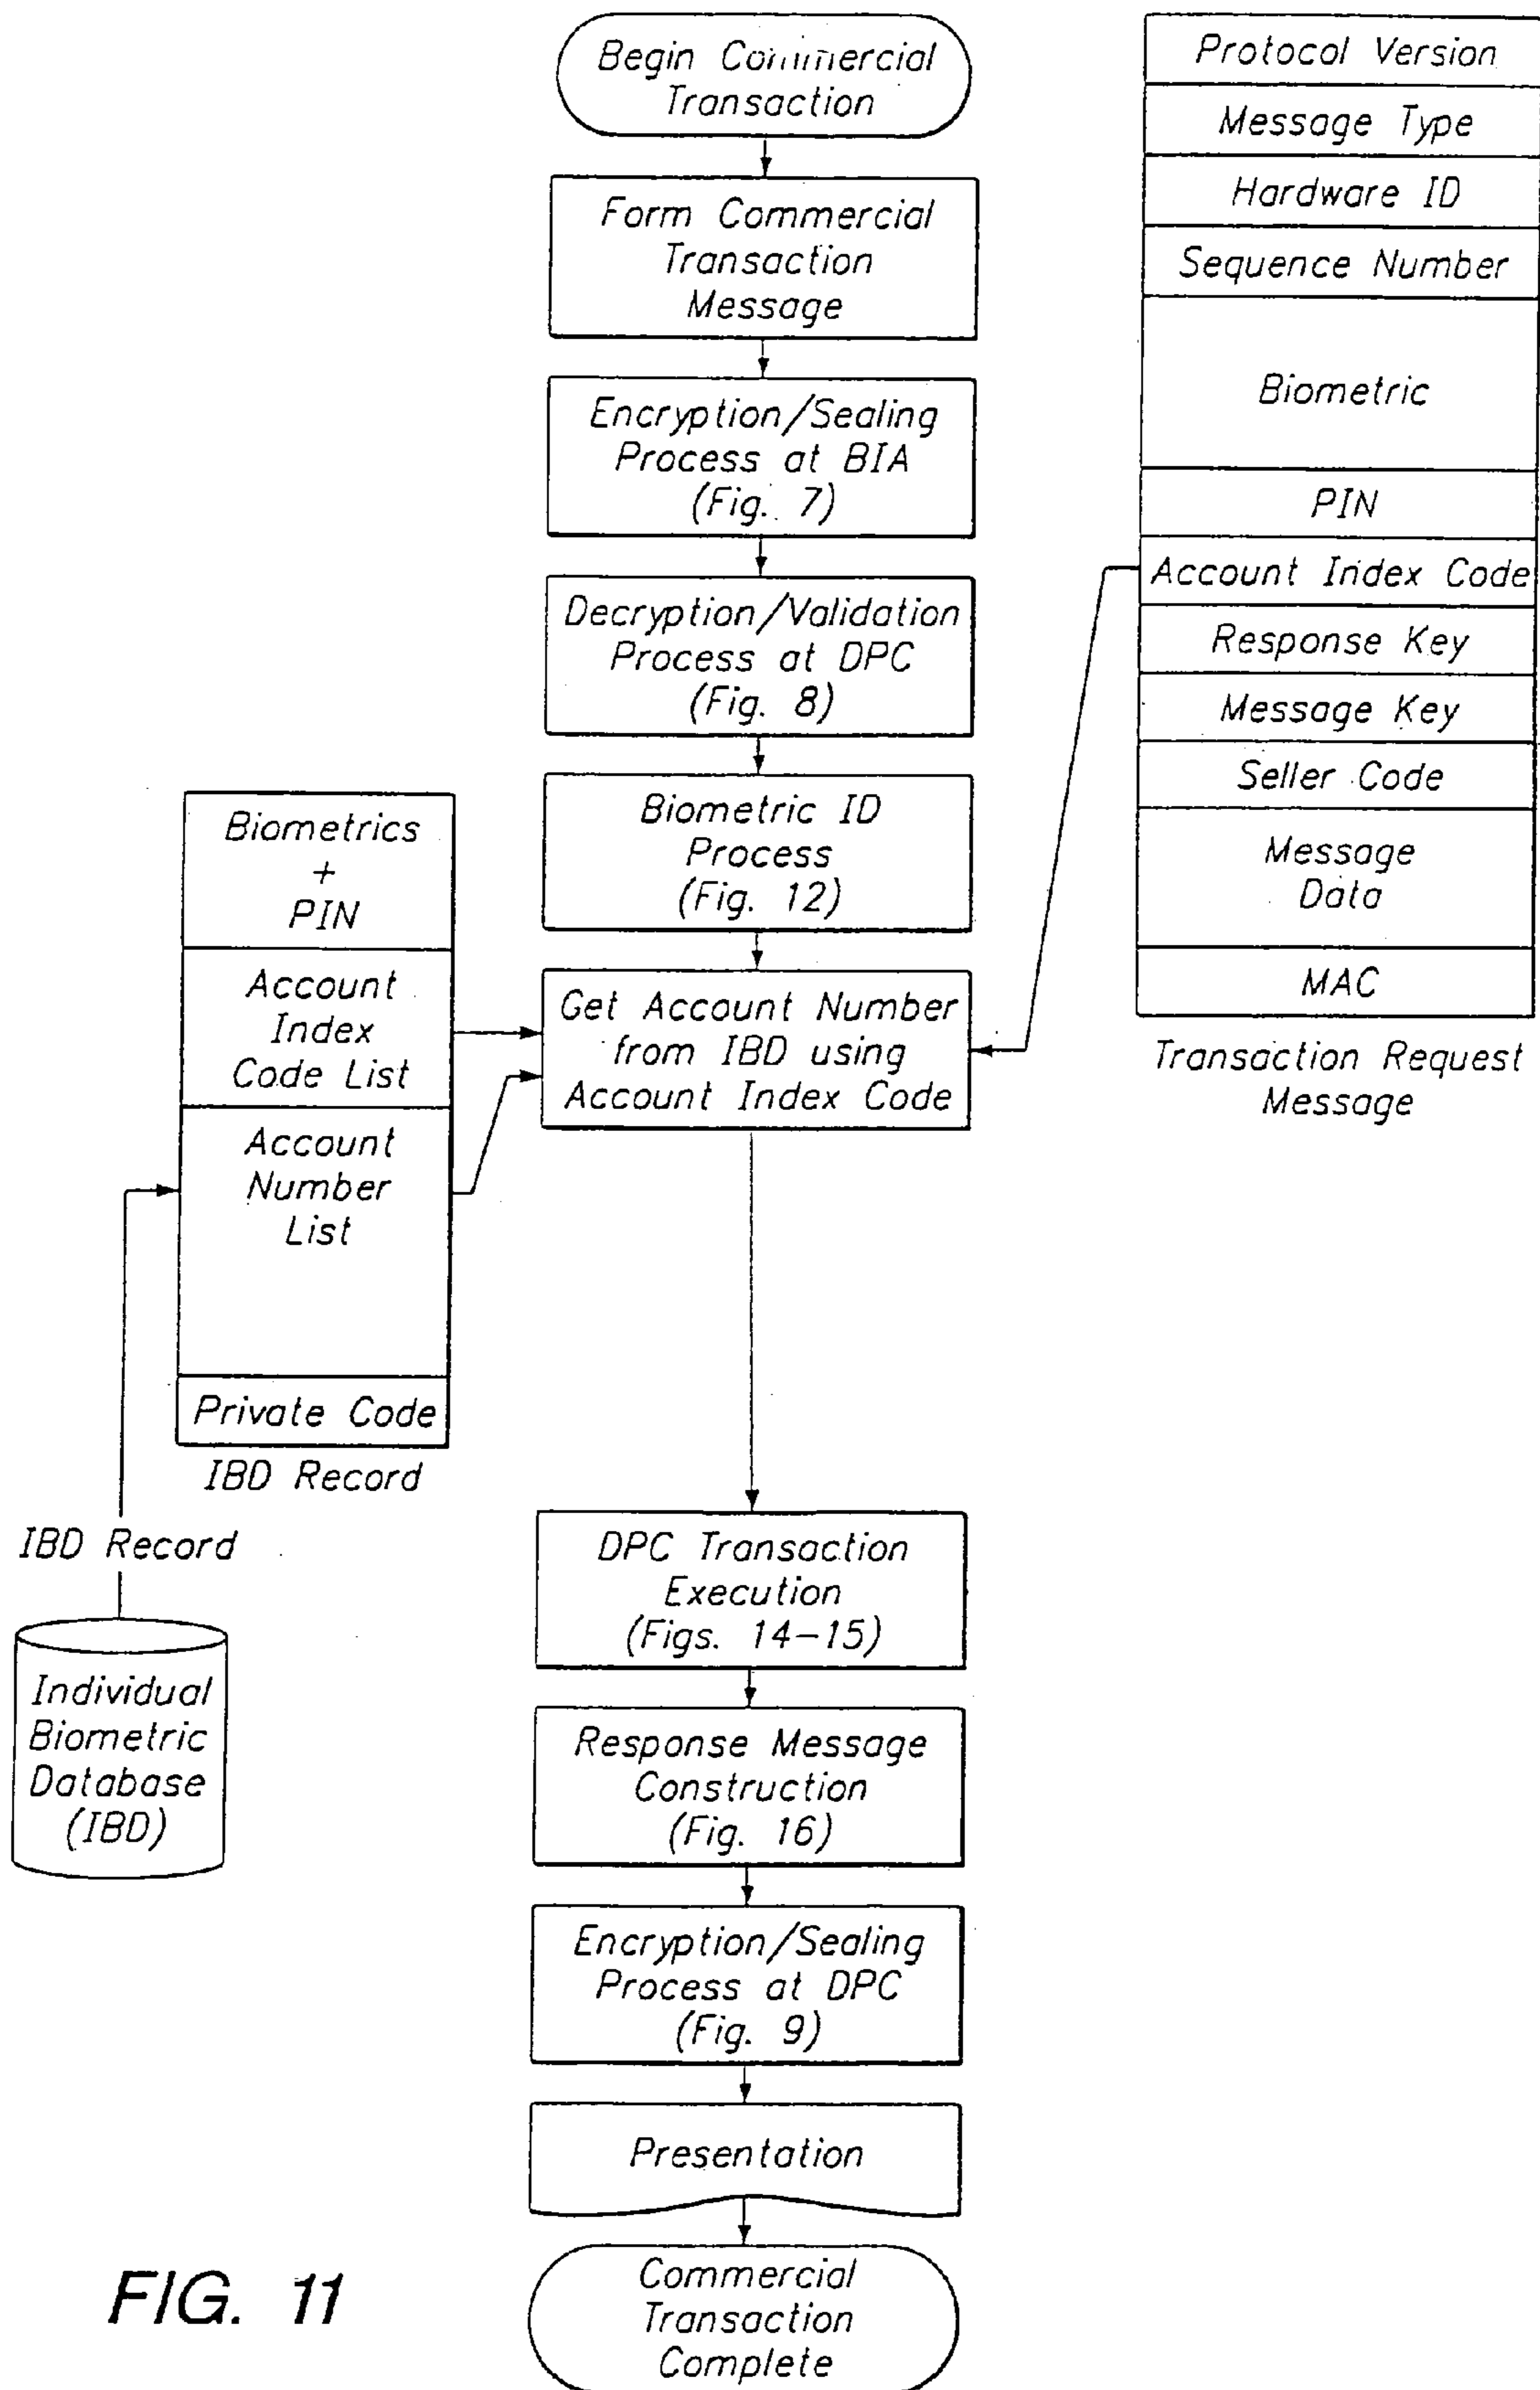 Begin Commercial
Transaction
Form Commercial
Transaction
Message
Encryption/Sealing
Process at BIA
(Fig. 7)
Decryption/Validation
Process at DPC
(Fig. 8)
Biometric ID
Process
(Fig. 12)
Get Account Number
from IBD using
Account Index Code
DPC Transaction
Execution
(Figs. 14-15)
Response Message
Construction
(Fig. 16)
Encryption/Sealing
Process at DPC
(Fig. 9)
Presentation
Commercial
Transaction
Complete
Protocol Version
Message Type
Hardware ID
Sequence Number
Biometric
PIN
Account Index Code
Response Key
Message Key
Seller Code
Message
Data
MAC
Transaction Request
Message
Biometrics
+
PIN
Account
Index
Code List
Account
Number
List
Private Code
IBD Record
IBD Record
Individual
Biometric
Database
(IBD)
FIG. 11